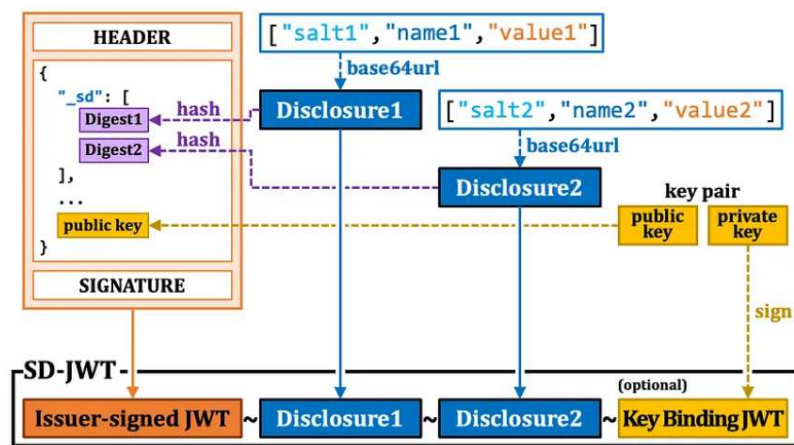 HEADER
{
"_sd": [
Digest1
Digest2
],
...
public key
}
SIGNATURE
["salt1","name1","value1"]
base64url
hash
Disclosure1
hash
["salt2","name2","value2"]
base64url
Disclosure2
key pair
public key
private key
sign
SD-JWT
(optional)
Issuer-signed JWT ~ Disclosure1 ~ Disclosure2 ~ Key Binding JWT